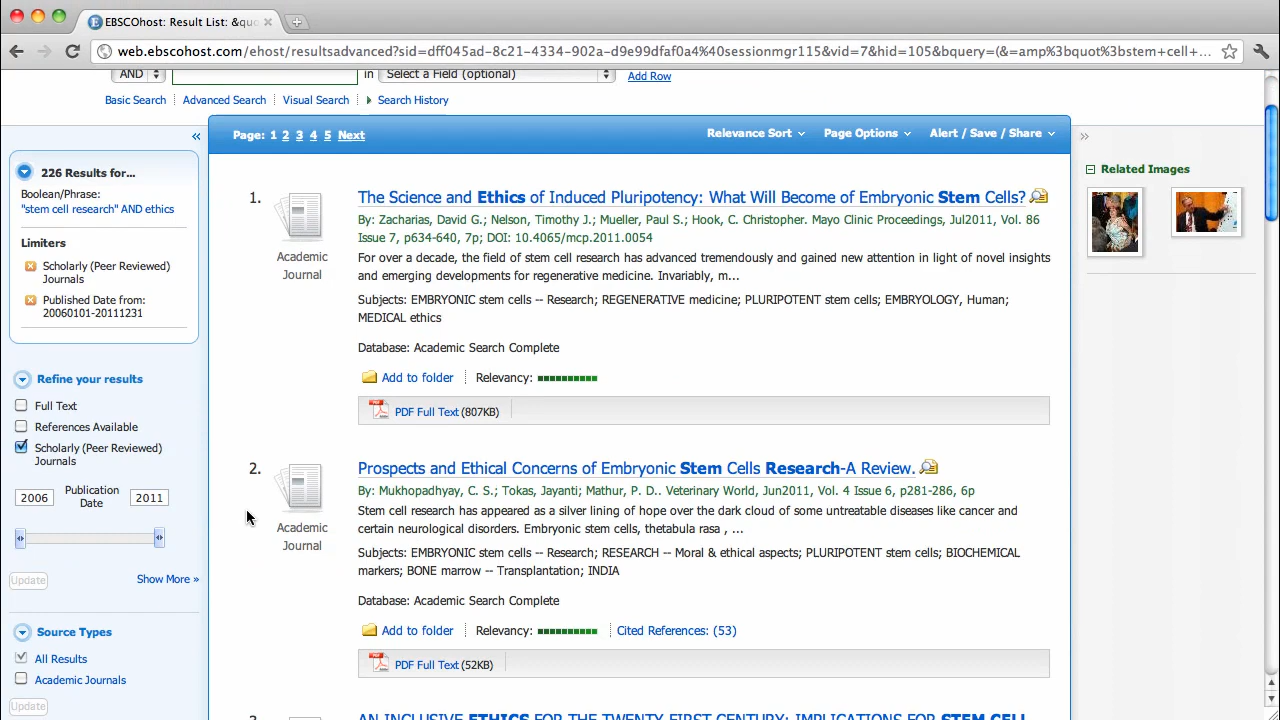 EBSCOhost: Result List: &quo
web.ebscohost.com/ehost/resultsadvanced?sid=dff045ad-8c21-4334-902a-d9e99dfaf0a4%40sessionmgr115&vid=7&hid=105&bquery=(&=amp%3bquot%3bstem+cell+...
AND
in
Select a Field (optional)
Add Row
Basic Search
Advanced Search
Visual Search
Search History
Page: 1 2 3 4 5 Next
Relevance Sort
Page Options
Alert / Save / Share
«
226 Results for...
Boolean/Phrase:
"stem cell research" AND ethics
Limiters
Scholarly (Peer Reviewed)
Journals
Published Date from:
20060101-20111231
Refine your results
Full Text
References Available
Scholarly (Peer Reviewed)
Journals
2006
Publication
Date
2011
Update
Show More »
Source Types
All Results
Academic Journals
Update
1.
Academic
Journal
The Science and Ethics of Induced Pluripotency: What Will Become of Embryonic Stem Cells?
By: Zacharias, David G.; Nelson, Timothy J.; Mueller, Paul S.; Hook, C. Christopher. Mayo Clinic Proceedings, Jul2011, Vol. 86
Issue 7, p634-640, 7p; DOI: 10.4065/mcp.2011.0054
For over a decade, the field of stem cell research has advanced tremendously and gained new attention in light of novel insights
and emerging developments for regenerative medicine. Invariably, m...
Subjects: EMBRYONIC stem cells -- Research; REGENERATIVE medicine; PLURIPOTENT stem cells; EMBRYOLOGY, Human;
MEDICAL ethics
Database: Academic Search Complete
Add to folder
Relevancy:
PDF Full Text (807KB)
2.
Academic
Journal
Prospects and Ethical Concerns of Embryonic Stem Cells Research-A Review.
By: Mukhopadhyay, C. S.; Tokas, Jayanti; Mathur, P. D.. Veterinary World, Jun2011, Vol. 4 Issue 6, p281-286, 6p
Stem cell research has appeared as a silver lining of hope over the dark cloud of some untreatable diseases like cancer and
certain neurological disorders. Embryonic stem cells, thetabula rasa , ...
Subjects: EMBRYONIC stem cells -- Research; RESEARCH -- Moral & ethical aspects; PLURIPOTENT stem cells; BIOCHEMICAL
markers; BONE marrow -- Transplantation; INDIA
Database: Academic Search Complete
Add to folder
Relevancy:
Cited References: (53)
PDF Full Text (52KB)
3.
AN INCLUSIVE ETHICS FOR THE TWENTY-FIRST CENTURY: IMPLICATIONS FOR STEM CELL
»
Related Images